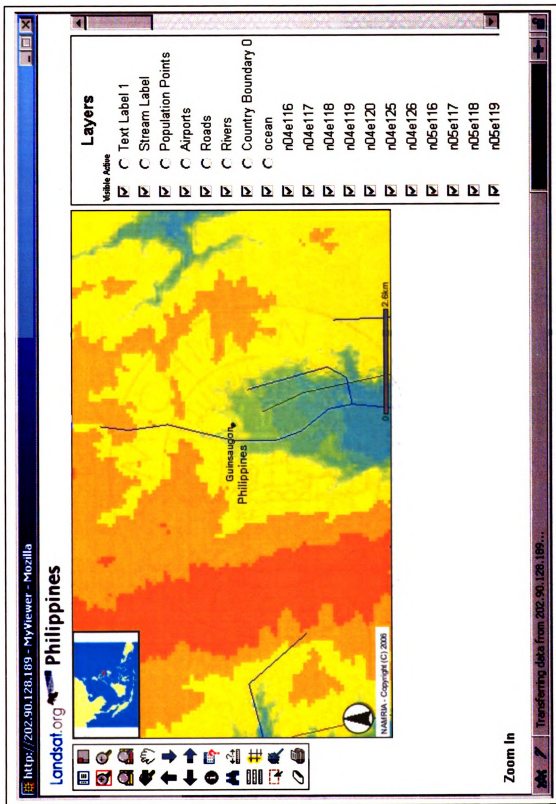 http://202.90.128.189 - MyViewer - Mozilla
Landsat.org Philippines
Guinsaugon
Philippines
NAMRIA - Copyright (C) 2006
0 2.6km
Layers
Visible Active
Text Label 1
Stream Label
Population Points
Airports
Roads
Rivers
Country Boundary 0
ocean
n04e116
n04e117
n04e118
n04e119
n04e120
n04e125
n04e126
n05e116
n05e117
n05e118
n05e119
Zoom In
Transferring data from 202.90.128.189...